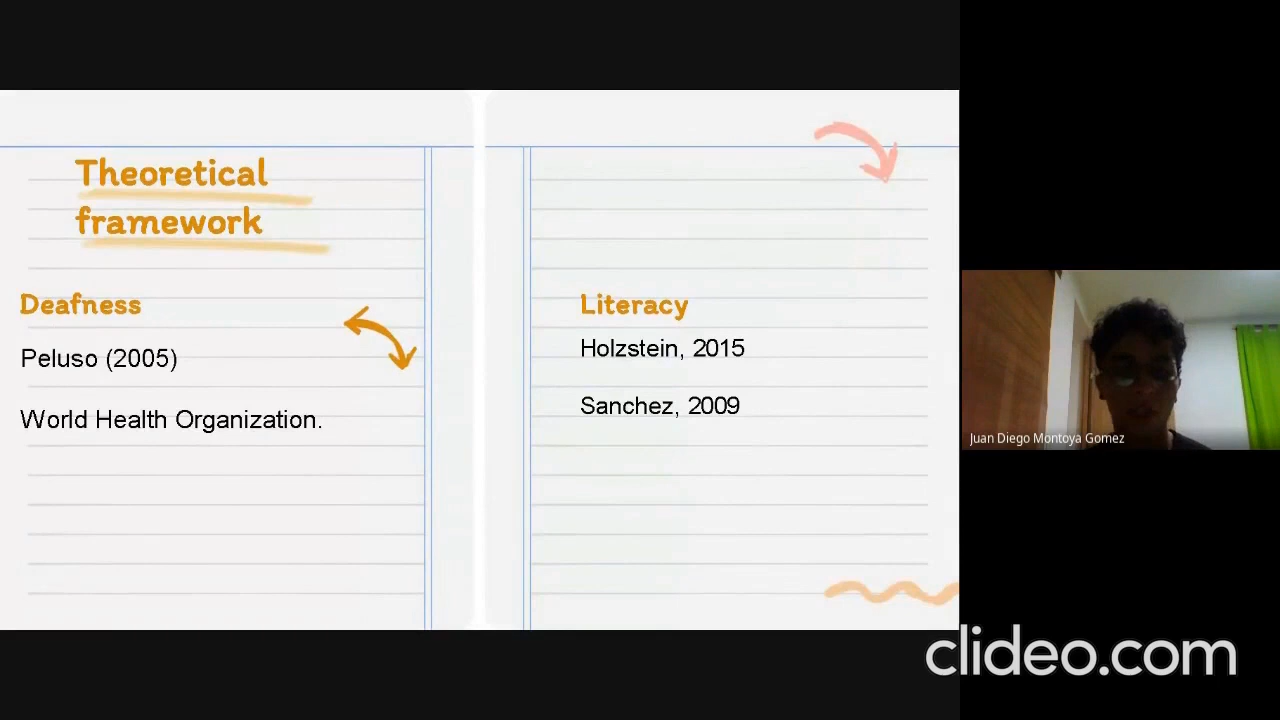 Theoretical
framework
Deafness
Peluso (2005)
World Health Organization.
Literacy
Holzstein, 2015
Sanchez, 2009
Juan Diego Montoya Gomez
clideo.com